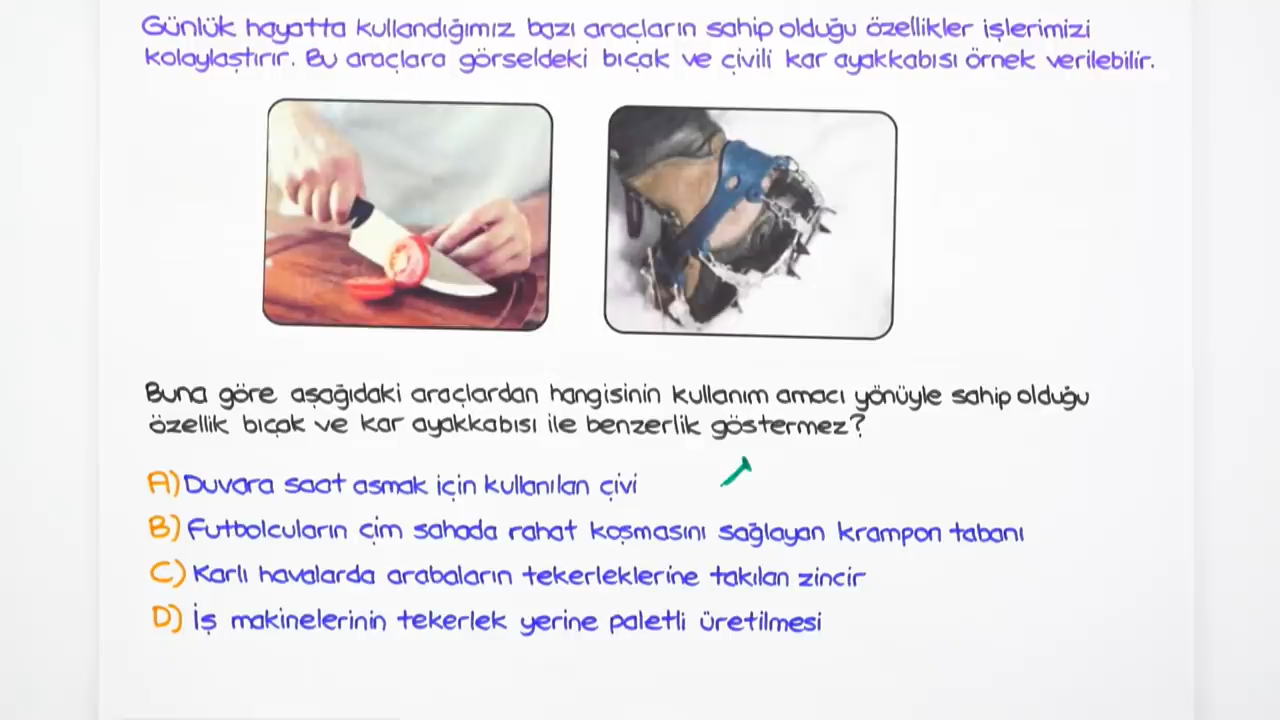 Günlük hayatta kullandığımız bazı araçların sahip olduğu özellikler işlerimizi
kolaylaştırır. Bu araçlara görseldeki bıçak ve çivili kar ayakkabısı örnek verilebilir.
Buna göre aşağıdaki araçlardan hangisinin kullanım amacı yönüyle sahip olduğu
özellik bıçak ve kar ayakkabısı ile benzerlik göstermez?
A) Duvara saat asmak için kullanılan çivi
B) Futbolcuların çim sahada rahat koşmasını sağlayan krampon tabanı
C) Karlı havalarda arabaların tekerleklerine takılan zincir
D) İş makinelerinin tekerlek yerine paletli üretilmesi